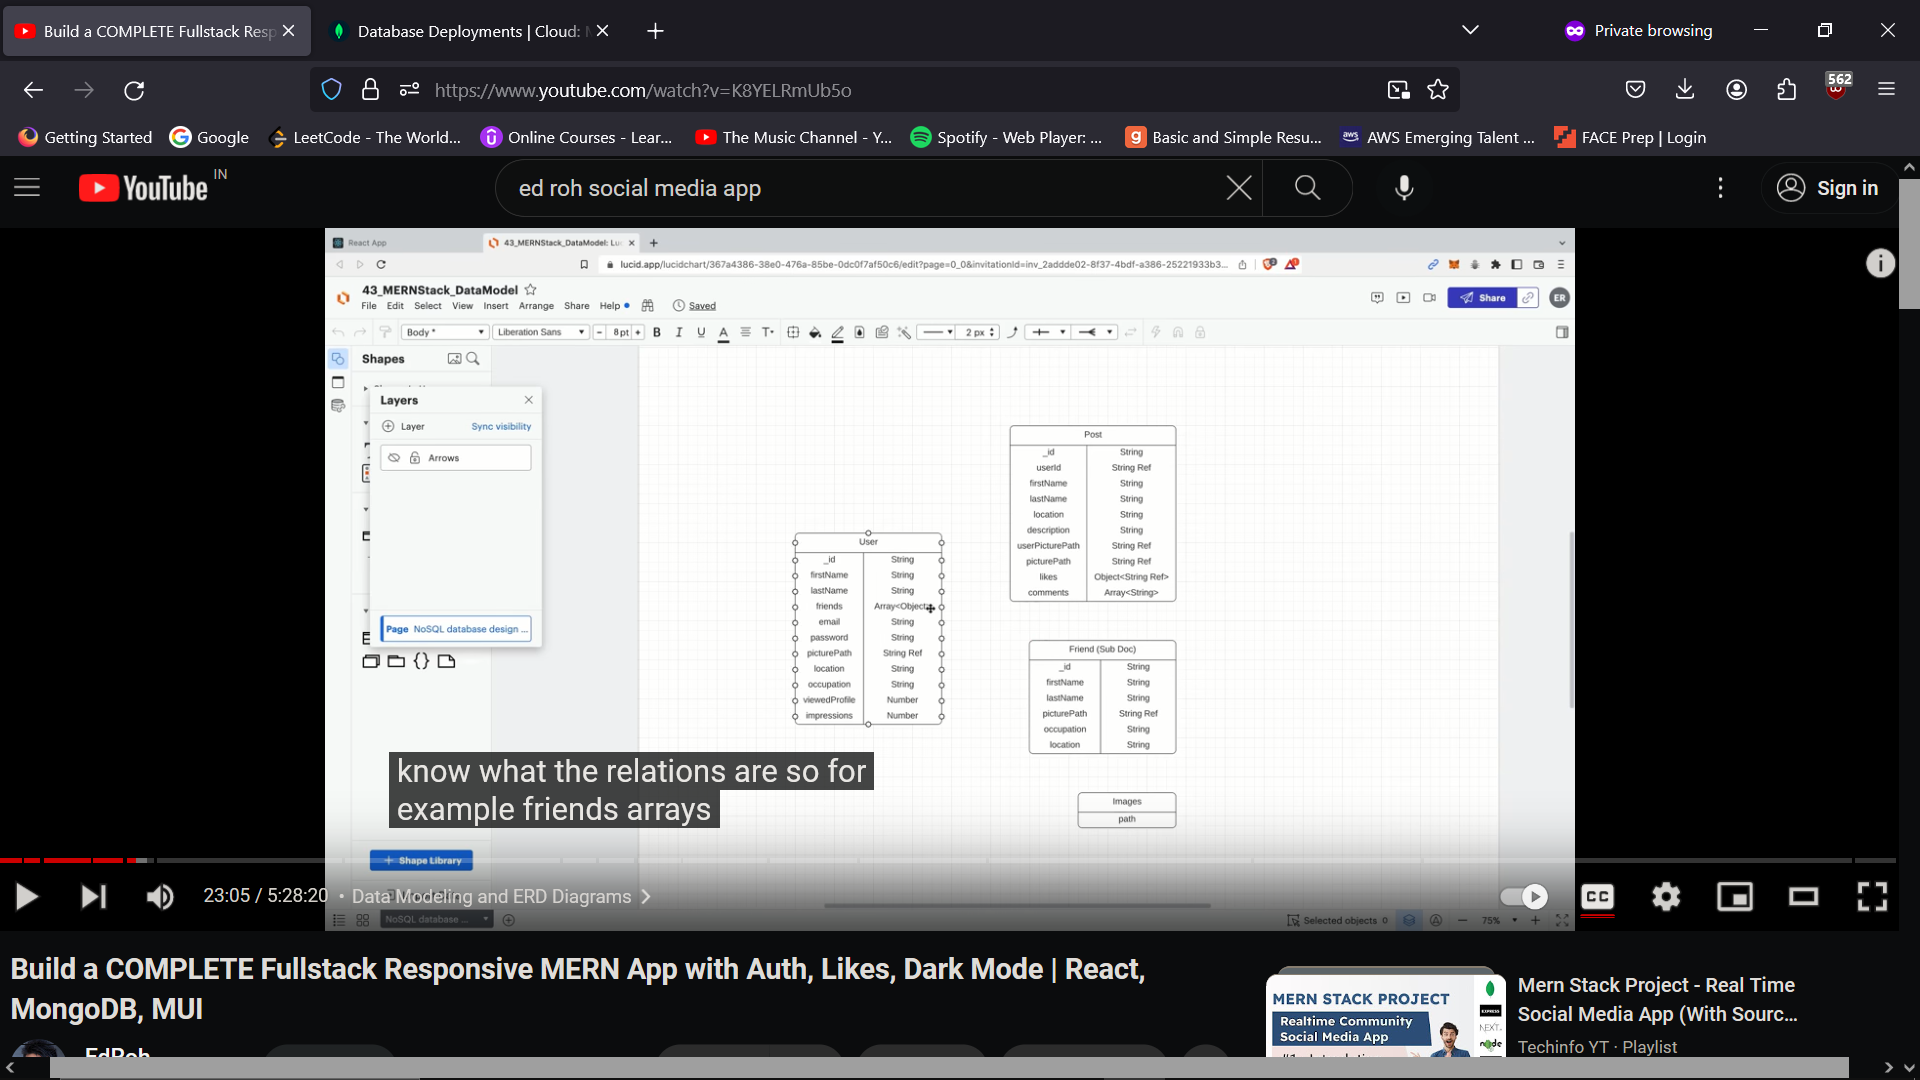 Build a COMPLETE Fullstack Resp
Database Deployments | Cloud:
Private browsing
https://www.youtube.com/watch?v=K8YELRmUb5o
562
Getting Started
Google
LeetCode - The World...
Online Courses - Lear...
The Music Channel - Y...
Spotify - Web Player: ...
Basic and Simple Resu...
AWS Emerging Talent ...
FACE Prep | Login
YouTube IN
ed roh social media app
Sign in
React App
43_MERNStack_DataModel: Lu
lucid.app/lucidchart/367a4386-38e0-476a-85be-0dc0f7af50c6/edit?page=0_0&invitationId=inv_2addde02-8f37-4bdf-a386-25221933b3...
43_MERNStack_DataModel
File Edit Select View Insert Arrange Share Help
Saved
Share
ER
Body *
Liberation Sans
8 pt
B I U A T
2 px
Shapes
Layers
Layer
Sync visibility
Arrows
Page NoSQL database design ...
Post
_id String
userId String Ref
firstName String
lastName String
location String
description String
userPicturePath String Ref
picturePath String Ref
likes Object<String Ref>
comments Array<String>
User
_id String
firstName String
lastName String
friends Array<Object
email String
password String
picturePath String Ref
location String
occupation String
viewedProfile Number
impressions Number
Friend (Sub Doc)
_id String
firstName String
lastName String
picturePath String Ref
occupation String
location String
Images
path
know what the relations are so for
example friends arrays
+ Shape Library
23:05 / 5:28:20 • Data Modeling and ERD Diagrams
CC
NoSQL database ...
Selected objects 0
75%
Build a COMPLETE Fullstack Responsive MERN App with Auth, Likes, Dark Mode | React,
MongoDB, MUI
EdRoh
MERN STACK PROJECT
Realtime Community
Social Media App
EXPRESS
NEXT
node
Mern Stack Project - Real Time
Social Media App (With Sourc...
Techinfo YT · Playlist